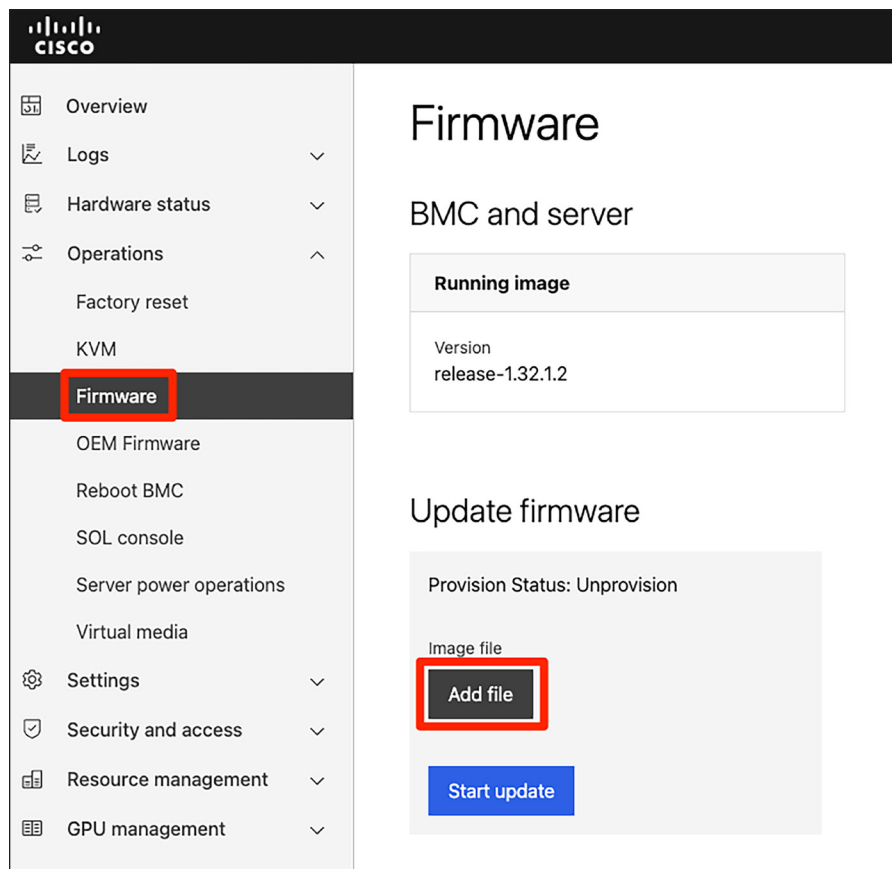 CISCO
Overview
Logs
Hardware status
Operations
Factory reset
KVM
Firmware
OEM Firmware
Reboot BMC
SOL console
Server power operations
Virtual media
Settings
Security and access
Resource management
GPU management
Firmware
BMC and server
Running image
Version
release-1.32.1.2
Update firmware
Provision Status: Unprovision
Image file
Add file
Start update